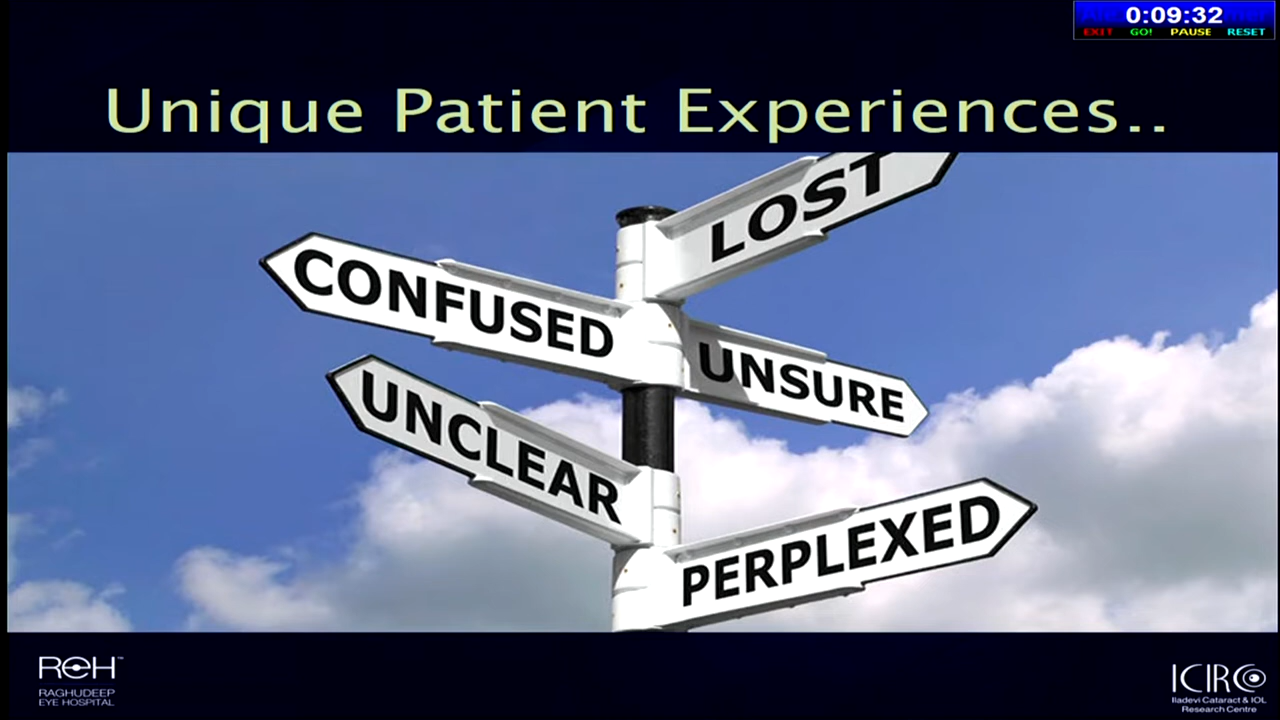 0:09:32
EXIT GO! PAUSE RESET
Unique Patient Experiences..
LOST
CONFUSED
UNSURE
UNCLEAR
PERPLEXED
ReH™
RAGHUDEEP
EYE HOSPITAL
ICIRC
Iladevi Cataract & IOL
Research Centre